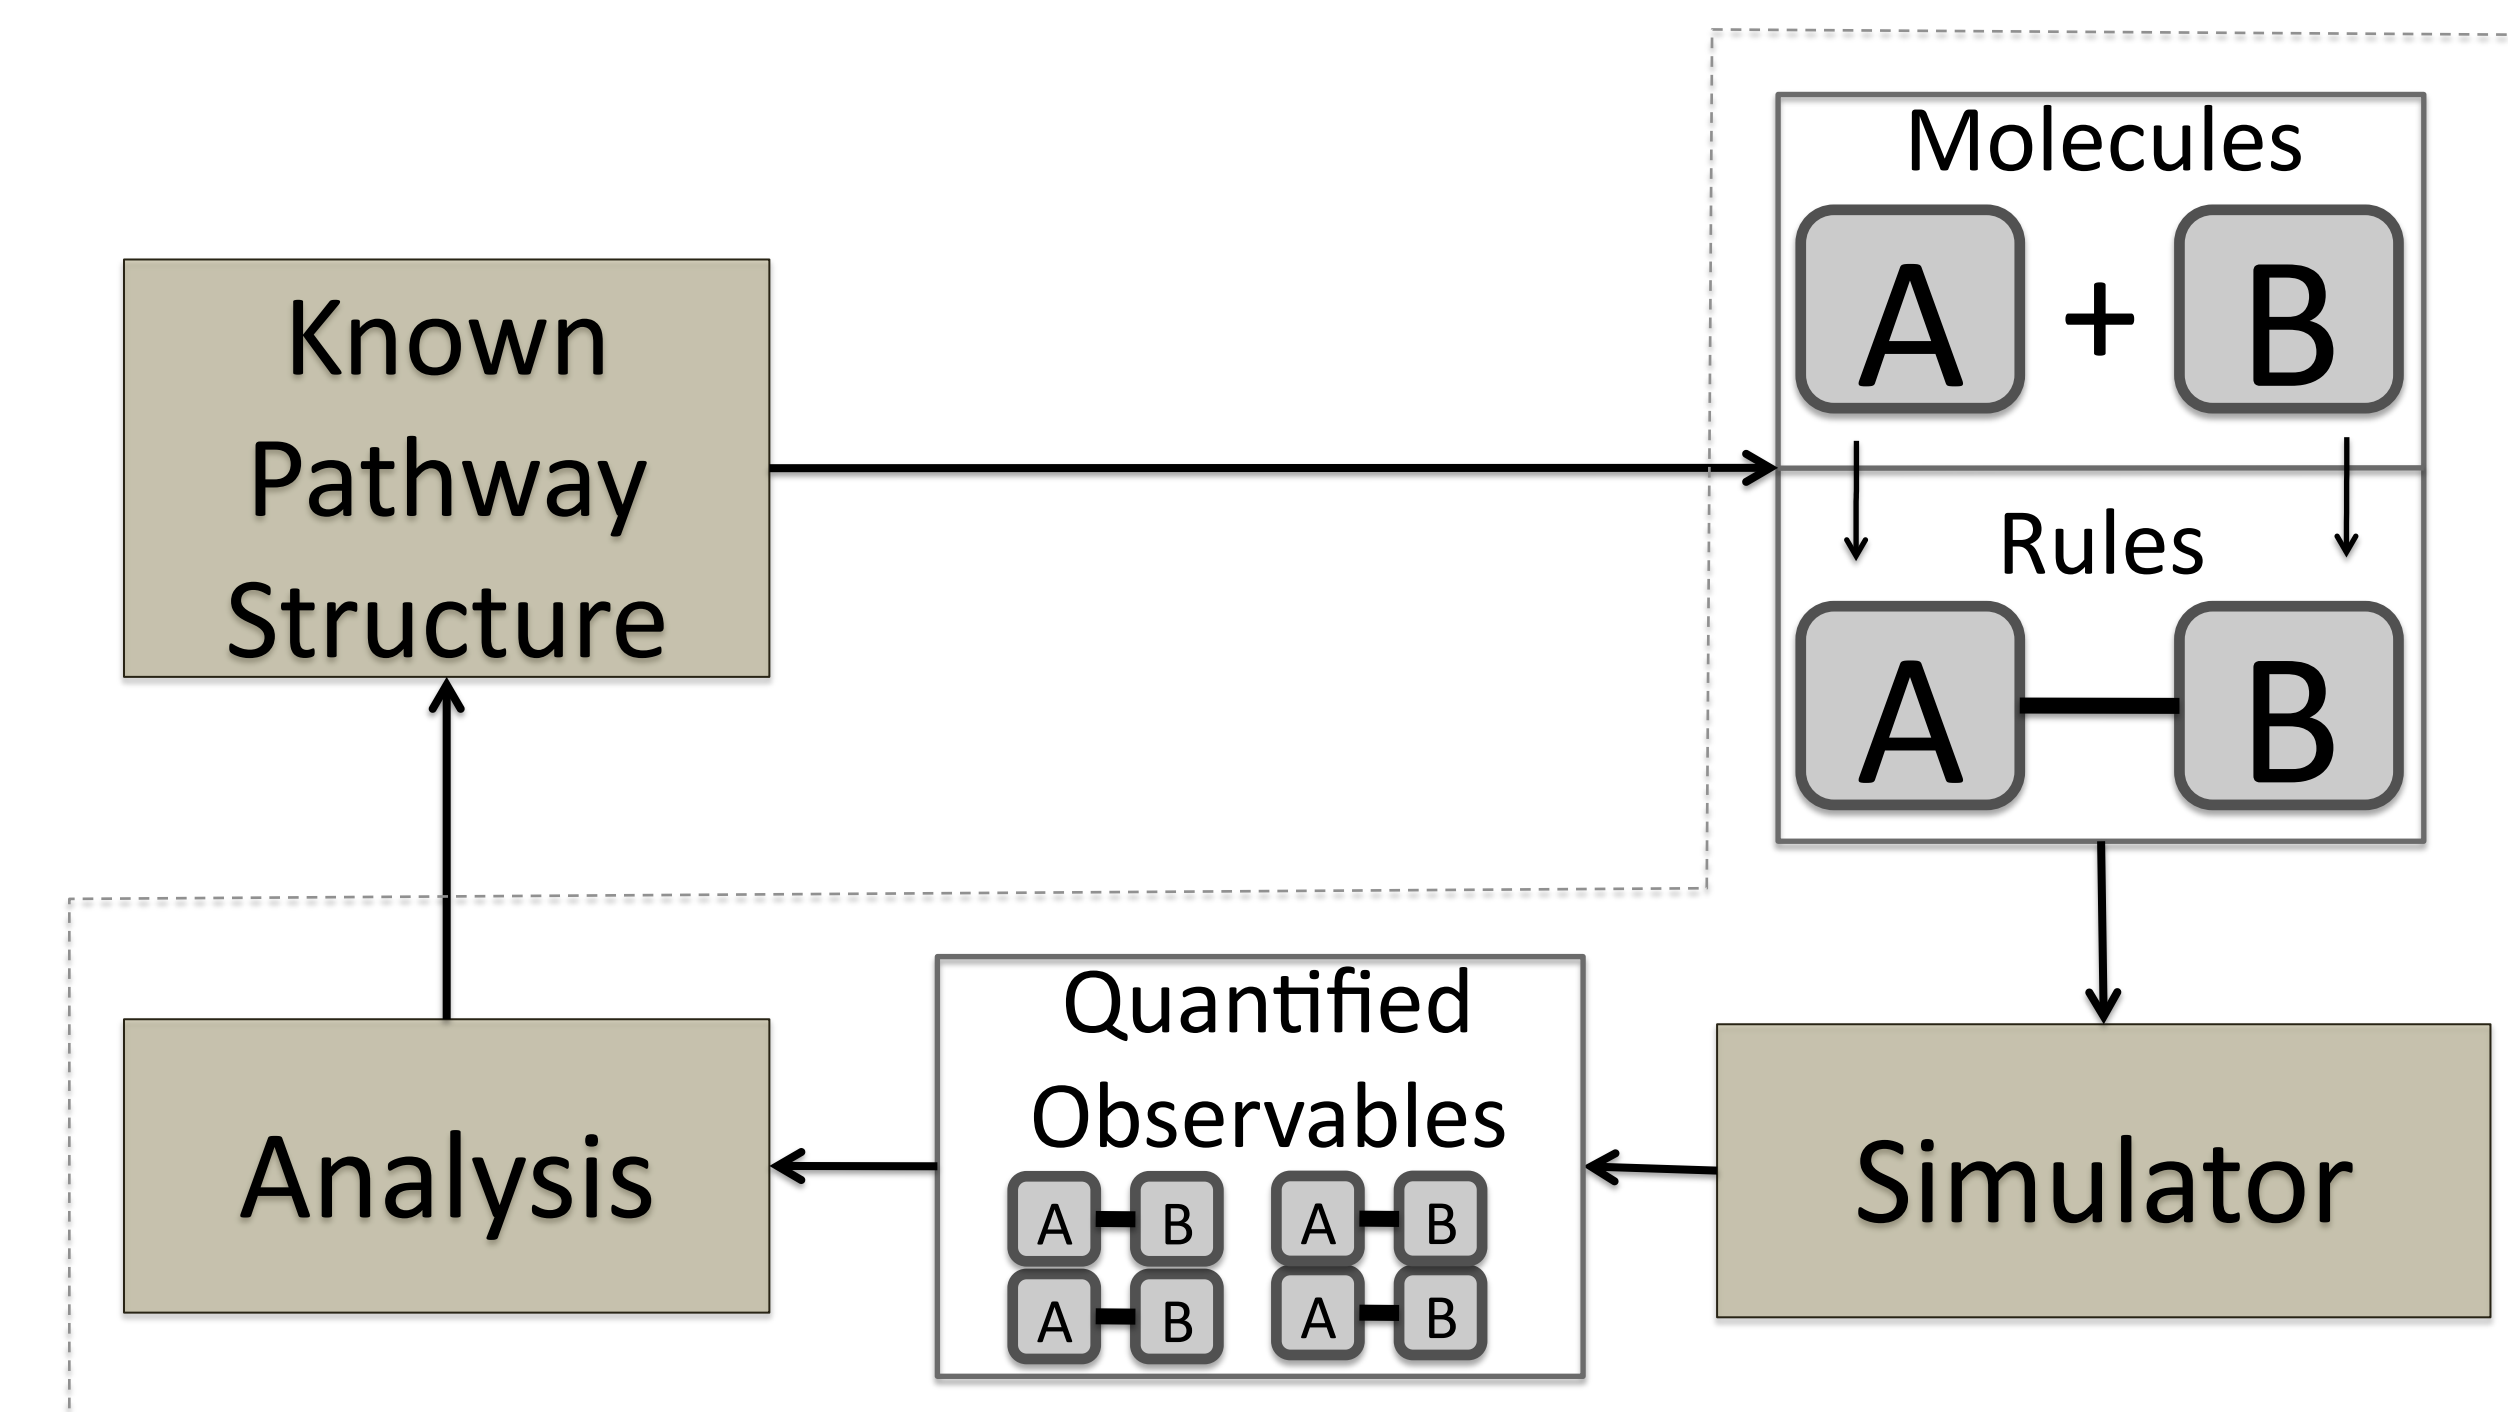 Known
Pathway
Structure
Molecules
A + B
Rules
A B
Simulator
Quantified
Observables
A B A B
A B A B
Analysis